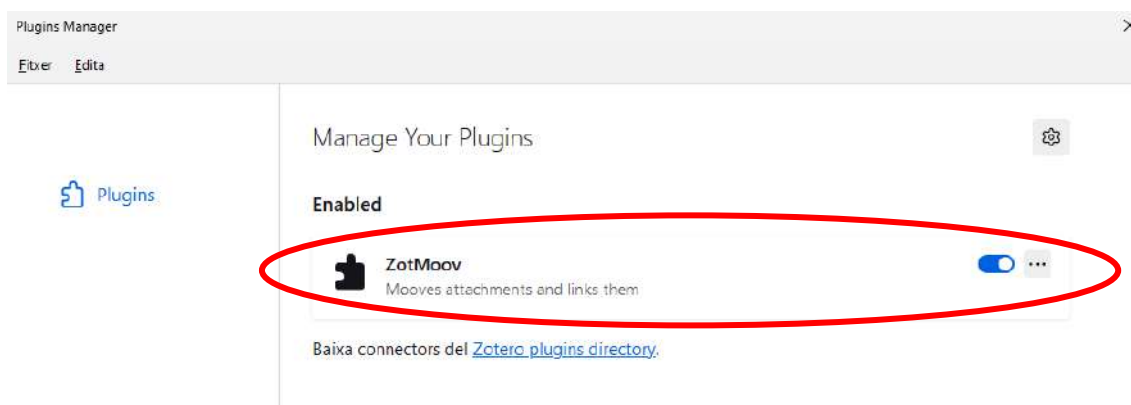 Plugins Manager
Fitxer Edita
Manage Your Plugins
Plugins
Enabled
ZotMoov
Mooves attachments and links them
Baixa connectors del Zotero plugins directory.